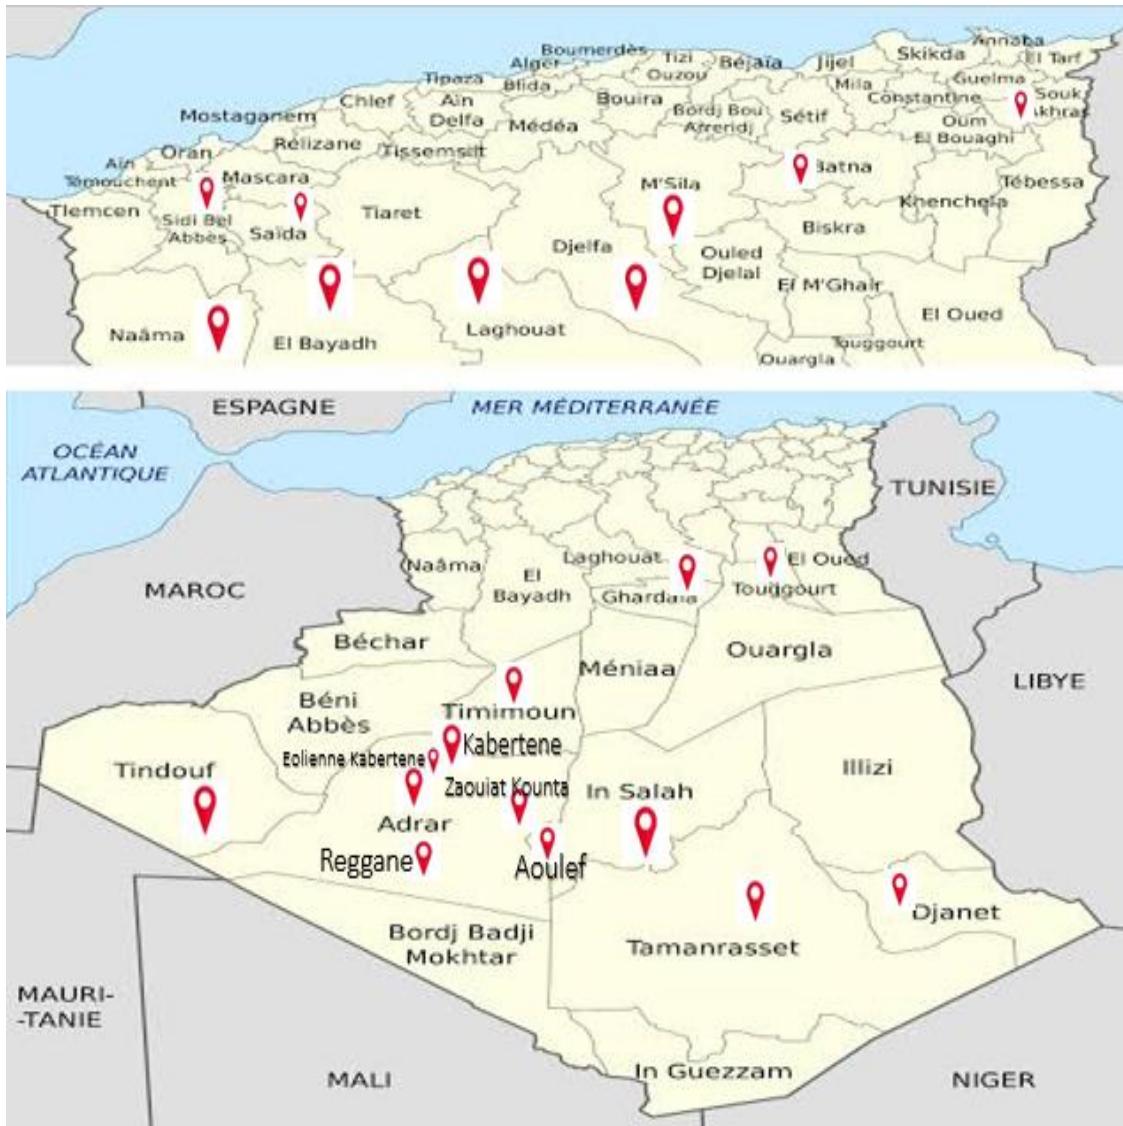 Annaba
Skikda
El Tarf
Boumerdès
Tizi
Ouzou
Béjaïa
Jijel
Alger
Tipaza
Blida
Guelma
Mila
Constantine
Souk
Akhras
Chlef
Aïn
Delfa
Bouira
Bordj Bou
Arreridj
Sétif
Oum
El Bouaghi
Mostaganem
Médéa
Rélizane
Tissemsilt
Oran
Aïn
Témouchent
Mascara
M'Sila
Batna
Tébessa
Khenchela
Tlemcen
Sidi Bel
Abbès
Saïda
Tiaret
Djelfa
Biskra
Ouled
Djelal
El M'Ghair
El Oued
Naâma
El Bayadh
Laghouat
Touggourt
Ouargla
ESPAGNE
MER MÉDITERRANÉE
OCÉAN
ATLANTIQUE
TUNISIE
MAROC
Naâma
El
Bayadh
Laghouat
El Oued
Ghardaïa
Touggourt
Béchar
Méniaa
Ouargla
LIBYE
Béni
Abbès
Timimoun
Kabertene
Eolienne Kabertene
Tindouf
Zaouiat Kounta
In Salah
Illizi
Adrar
Reggane
Aoulef
Djanet
Bordj Badji
Mokhtar
Tamanrasset
MAURI-
-TANIE
MALI
In Guezzam
NIGER